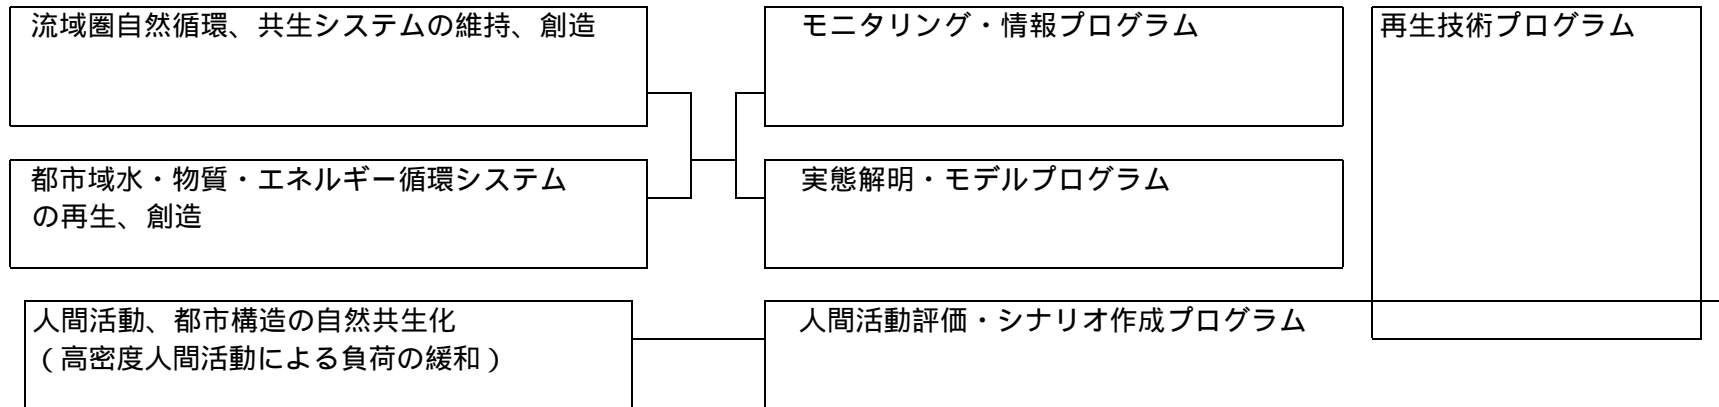 流域圏自然循環、共生システムの維持、創造
モニタリング・情報プログラム
再生技術プログラム
都市域水・物質・エネルギー循環システム
の再生、創造
実態解明・モデルプログラム
人間活動、都市構造の自然共生化
(高密度人間活動による負荷の緩和)
人間活動評価・シナリオ作成プログラム